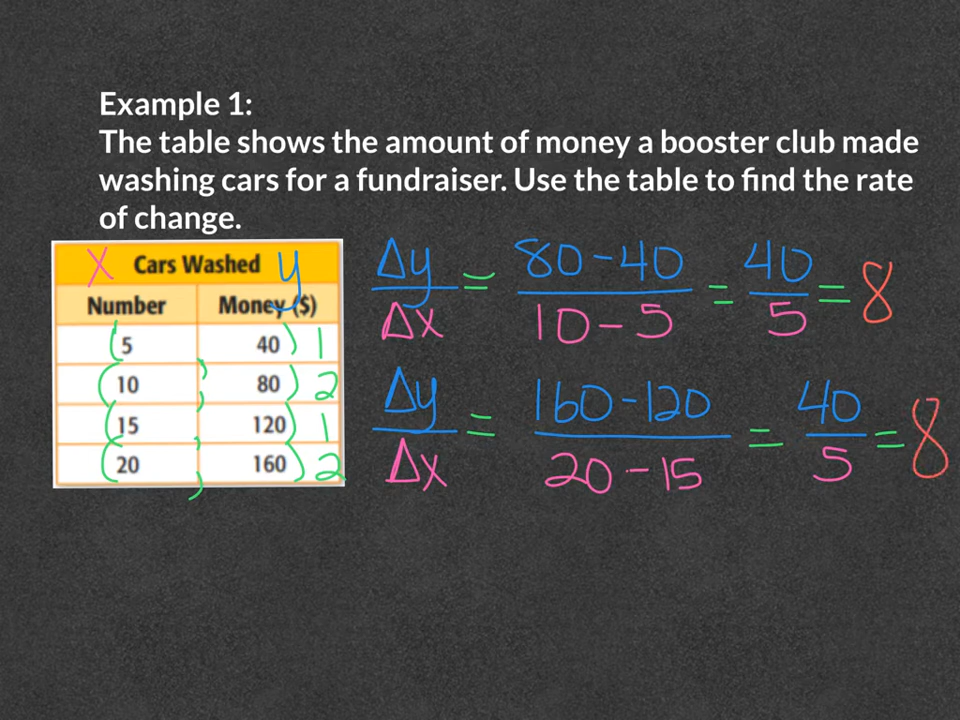 Example 1:
The table shows the amount of money a booster club made
washing cars for a fundraiser. Use the table to find the rate
of change.
x Cars Washed y
Number Money ($)
(5 40) 1
(10 ; 80) 2
(15 120) 1
(20 ; 160) 2
Δy/Δx = 80-40/10-5 = 40/5 = 8
Δy/Δx = 160-120/20-15 = 40/5 = 8